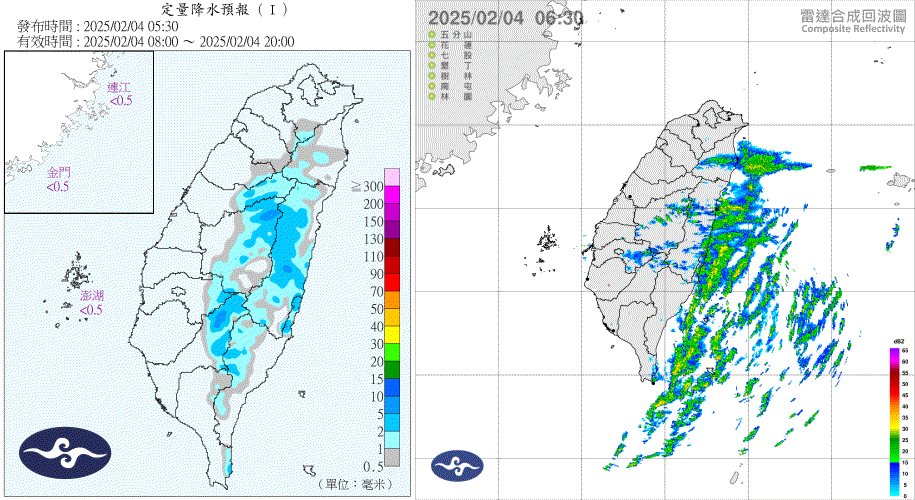 定量降水預報 ( I )
發布時間 : 2025/02/04 05:30
有效時間 : 2025/02/04 08:00 ～ 2025/02/04 20:00
連江
<0.5
金門
<0.5
澎湖
<0.5
≧ 300
200
150
130
110
90
70
50
40
30
20
15
10
5
2
1
0.5
(單位：毫米)
2025/02/04 06:30
雷達合成回波圖
Composite Reflectivity
五分山
花 蓮
七 股
墾 丁
樹 林
南 屯
林 園
dBZ
65
60
55
50
45
40
35
30
25
20
15
10
5
0